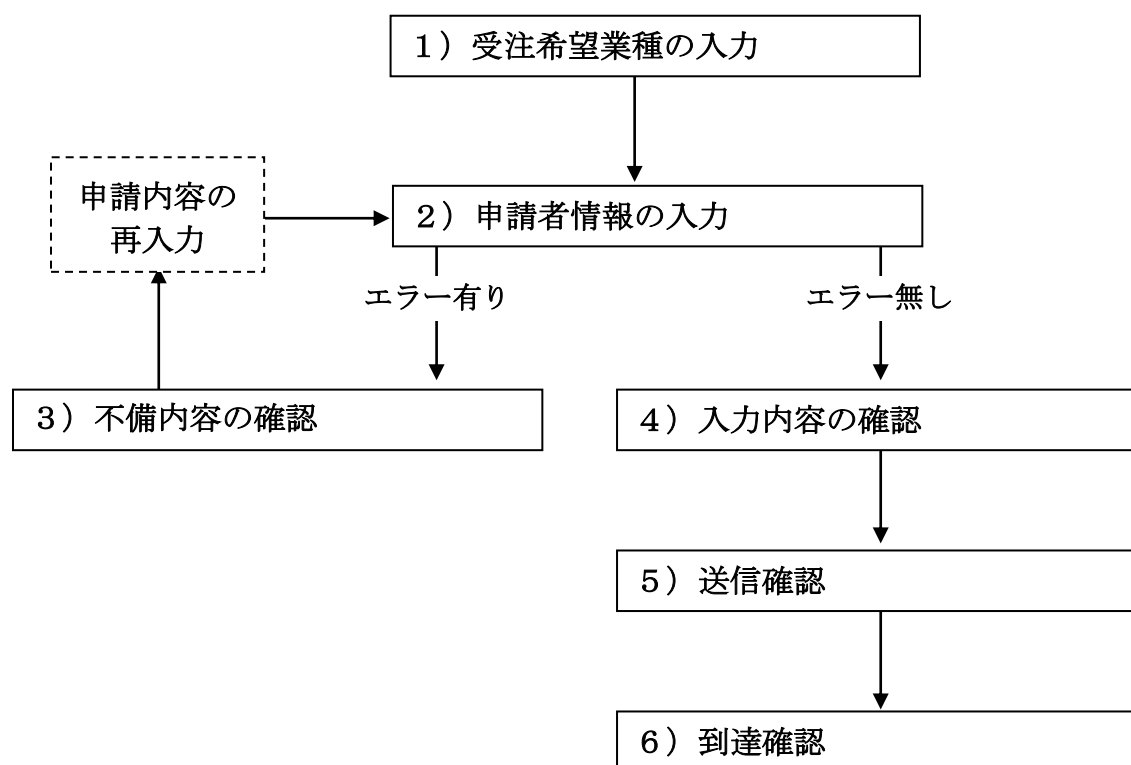 １）受注希望業種の入力
申請内容の
再入力
２）申請者情報の入力
エラー有り
エラー無し
３）不備内容の確認
４）入力内容の確認
５）送信確認
６）到達確認